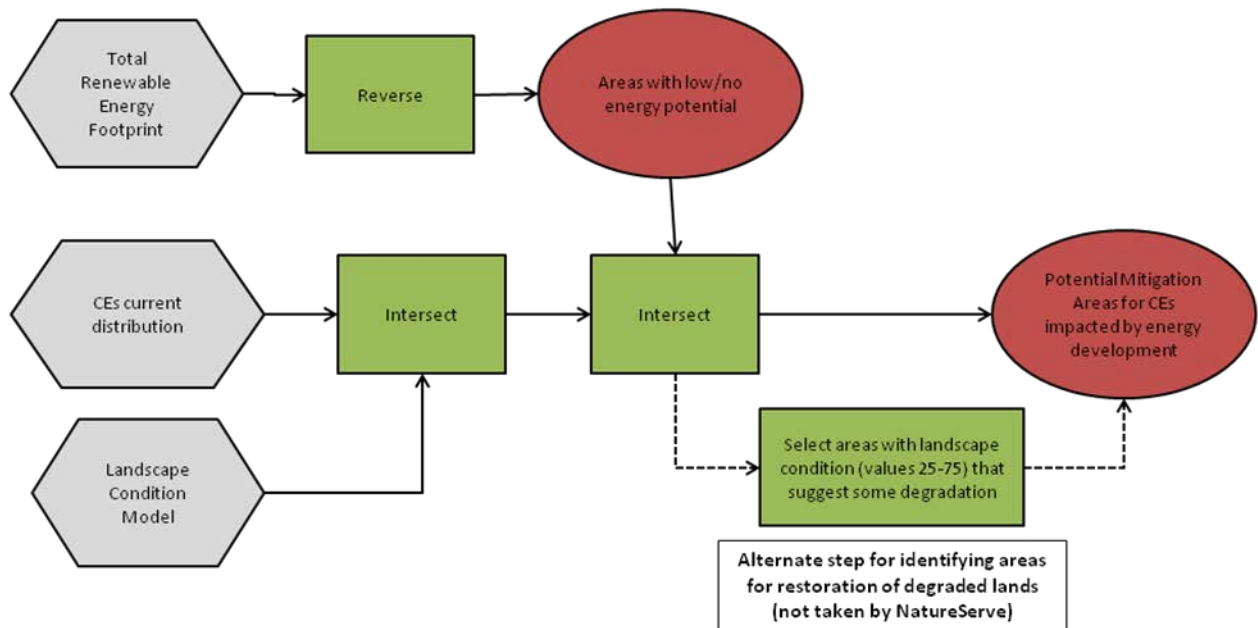 Total
Renewable
Energy
Footprint
Reverse
Areas with low/no
energy potential
CEs current
distribution
Intersect
Intersect
Potential Mitigation
Areas for CEs
impacted by energy
development
Landscape
Condition
Model
Select areas with landscape
condition (values 25-75) that
suggest some degradation
Alternate step for identifying areas
for restoration of degraded lands
(not taken by NatureServe)